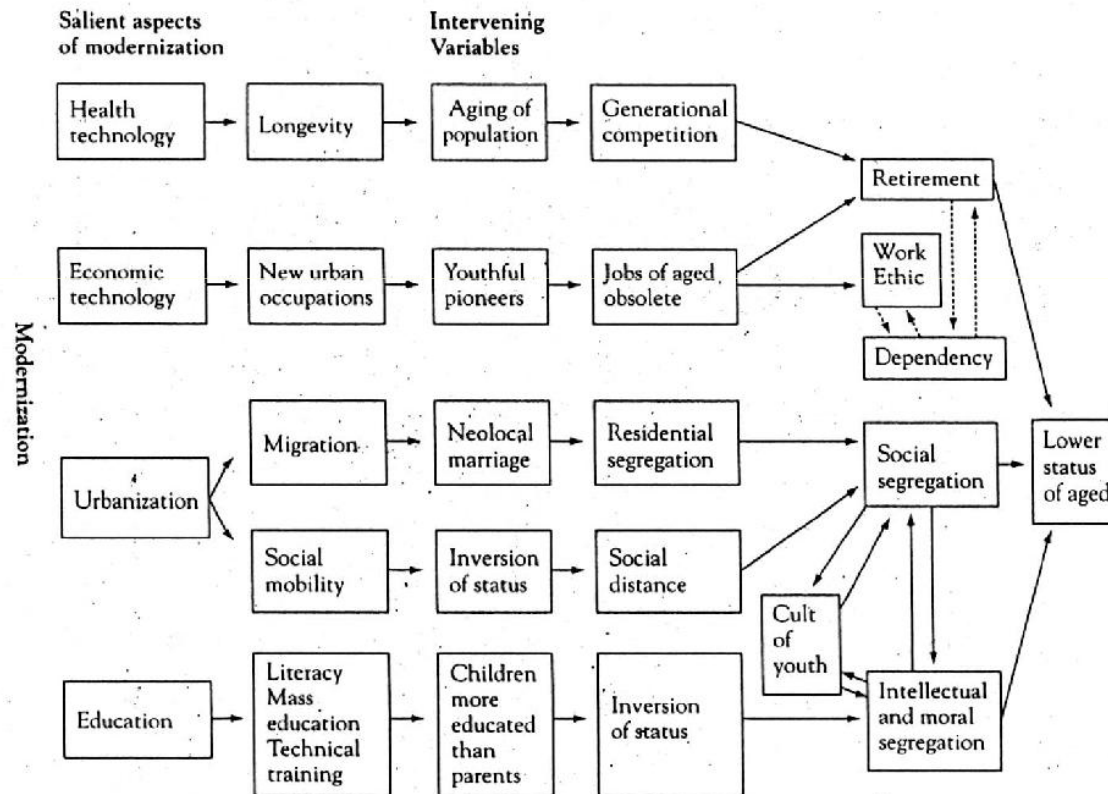 Salient aspects
of modernization
Intervening
Variables
Modernization
Health
technology
Longevity
Aging of
population
Generational
competition
Retirement
Economic
technology
New urban
occupations
Youthful
pioneers
Jobs of aged
obsolete
Work
Ethic
Dependency
Urbanization
Migration
Neolocal
marriage
Residential
segregation
Social
segregation
Lower
status
of aged
Social
mobility
Inversion
of status
Social
distance
Cult
of
youth
Education
Literacy
Mass
education
Technical
training
Children
more
educated
than
parents
Inversion
of status
Intellectual
and moral
segregation